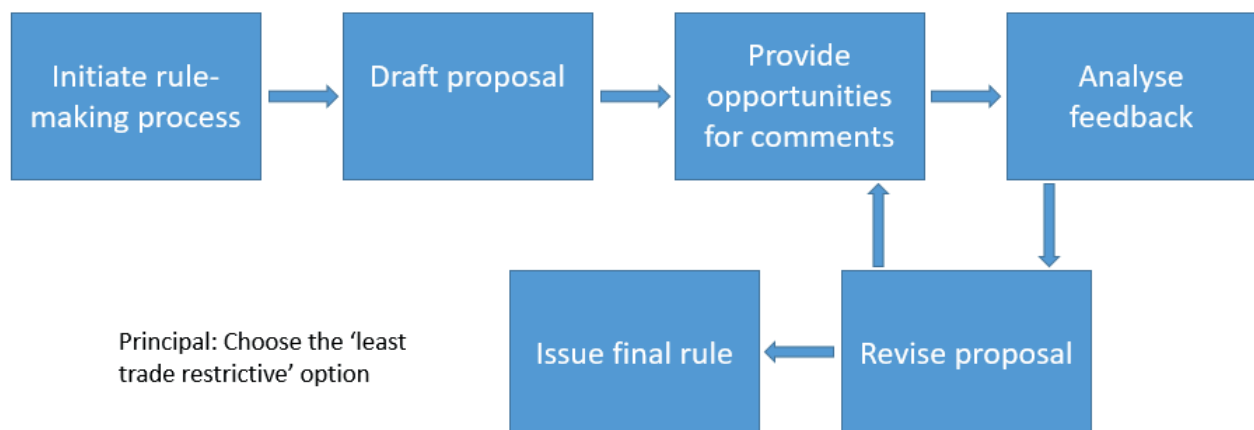 Initiate rule-
making process
Draft proposal
Provide
opportunities
for comments
Analyse
feedback
Principal: Choose the ‘least
trade restrictive’ option
Issue final rule
Revise proposal